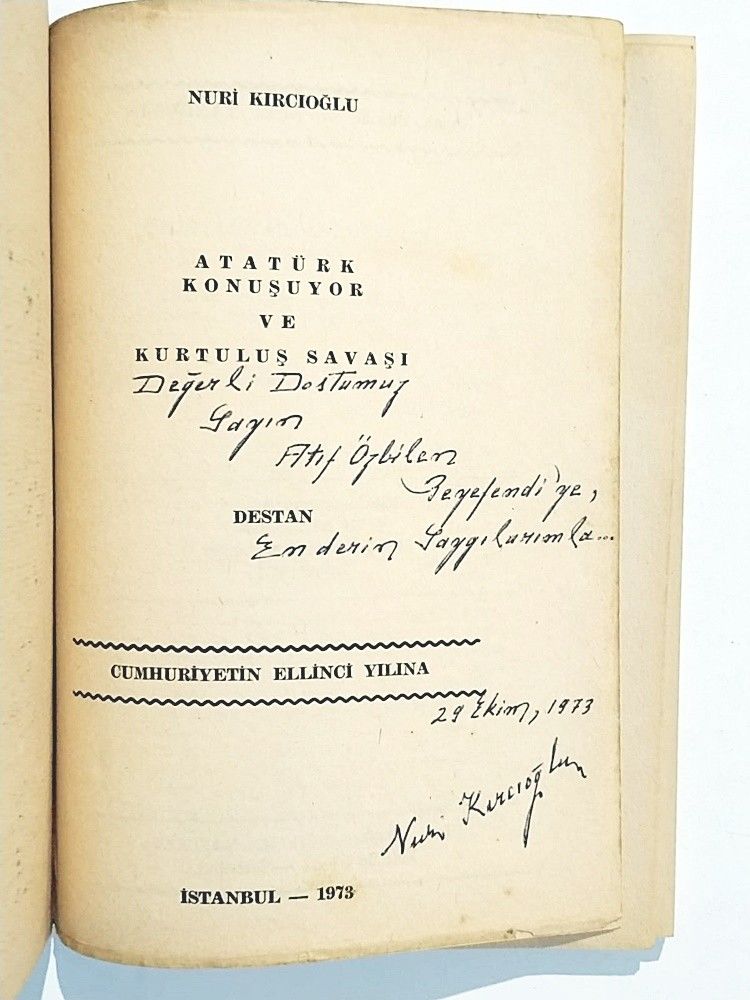 NURİ KIRCIOĞLU
ATATÜRK
KONUŞUYOR
VE
KURTULUŞ SAVAŞI
Değerli Dostumuz
Sayın
Atıf Özbilen
Beyefendi'ye,
DESTAN
En derin Saygılarımla...
CUMHURİYETİN ELLİNCİ YILINA
29 Ekim, 1973
Nuri Kırcıoğlu
İSTANBUL — 1973